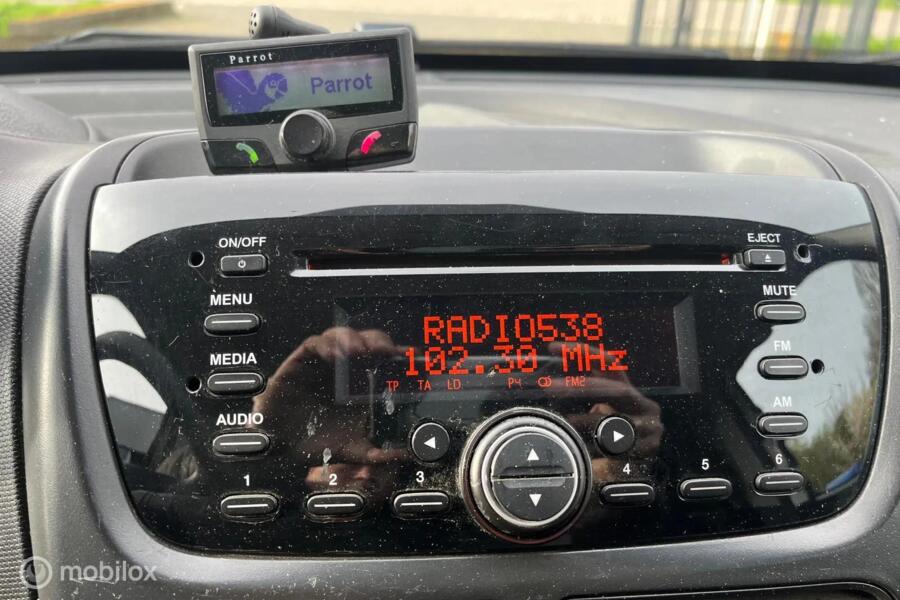 Parrot
Parrot
ON/OFF
EJECT
MENU
MUTE
RADIO538
102.30 MHz
TP TA LD P4 FM2
MEDIA
FM
AUDIO
AM
1 2 3 4 5 6
mobilox